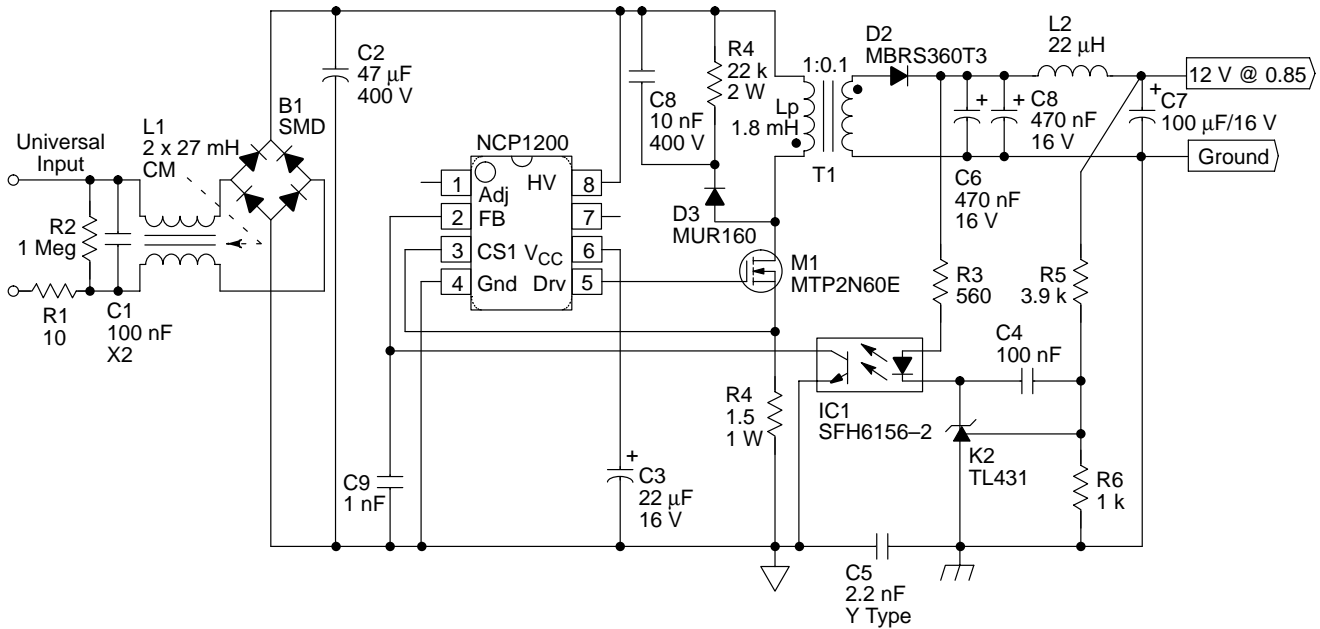 Universal
Input
R2
1 Meg
R1
10
C1
100 nF
X2
L1
2 x 27 mH
CM
B1
SMD
C2
47 μF
400 V
NCP1200
1
Adj
HV
8
2
FB
7
3
CS1
VCC
6
4
Gnd
Drv
5
C9
1 nF
C3
22 μF
16 V
+
C8
10 nF
400 V
R4
22 k
2 W
D3
MUR160
M1
MTP2N60E
R4
1.5
1 W
1:0.1
Lp
1.8 mH
T1
D2
MBRS360T3
+
C6
470 nF
16 V
+
C8
470 nF
16 V
L2
22 μH
+
C7
100 μF/16 V
12 V @ 0.85
Ground
R3
560
R5
3.9 k
C4
100 nF
IC1
SFH6156–2
K2
TL431
R6
1 k
C5
2.2 nF
Y Type